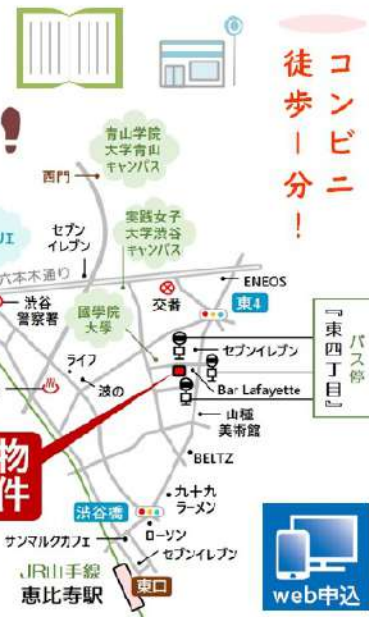 コンビニ
徒歩一分！
青山学院
大学青山
キャンパス
西門
セブン
イレブン
実践女子
大学渋谷
キャンパス
六本木通り
ENEOS
渋谷
警察署
國學院
大學
交番
東4
『東四丁目』
バス停
セブンイレブン
ライフ
波の
Bar Lafayette
山種
美術館
物件
BELTZ
九十九
ラーメン
渋谷橋
サンマルクカフェ
ローソン
セブンイレブン
JR山手線
恵比寿駅
東口
web申込